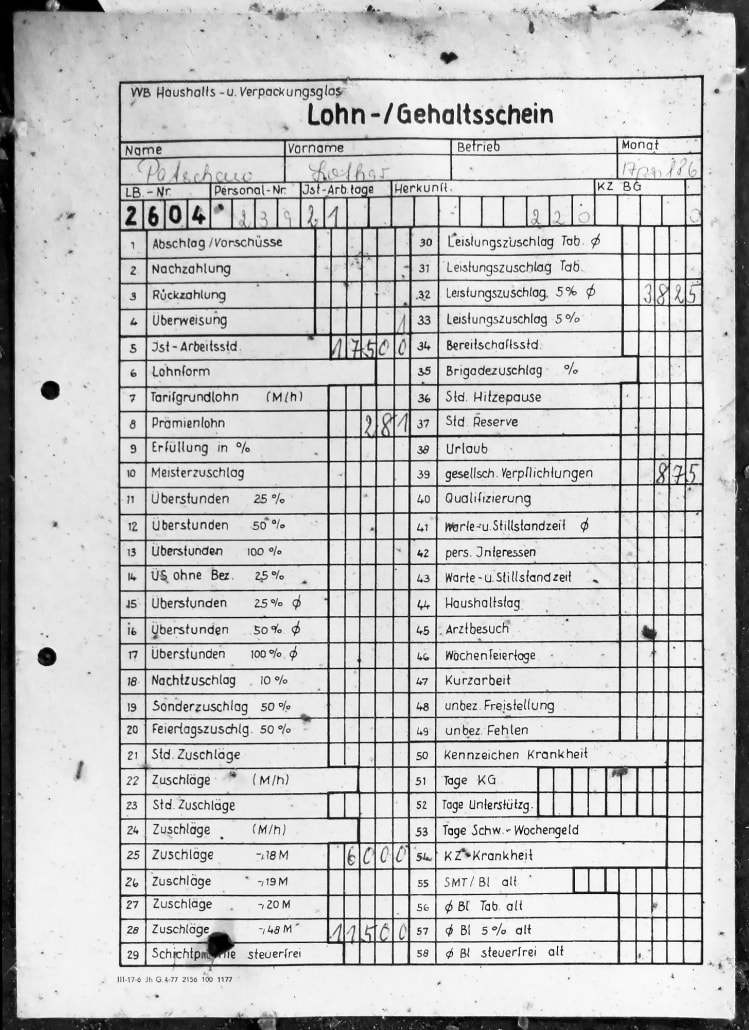 VVB Haushalts-u. Verpackungsglas
Lohn-/Gehaltsschein
Name Vorname Betrieb Monat
Lothar April 86
LB.-Nr. Personal-Nr. Jst-Arb.tage Herkunft. KZ BG
2604 239 21 220 0
1 Abschlag/Vorschüsse
2 Nachzahlung
3 Rückzahlung
4 Überweisung 1
5 Jst-Arbeitsstd. 17500
6 Lohnform
7 Tarifgrundlohn (M/h)
8 Prämienlohn 281
9 Erfüllung in %
10 Meisterzuschlag
11 Überstunden 25 %
12 Überstunden 50 %
13 Überstunden 100 %
14 ÜS ohne Bez. 25 %
15 Überstunden 25 % ϕ
16 Überstunden 50 % ϕ
17 Überstunden 100 % ϕ
18 Nachtzuschlag 10 %
19 Sonderzuschlag 50 %
20 Feiertagszuschlg. 50 %
21 Std. Zuschläge
22 Zuschläge (M/h)
23 Std. Zuschläge
24 Zuschläge (M/h)
25 Zuschläge -,18 M 6000
26 Zuschläge -,19 M
27 Zuschläge -,20 M
28 Zuschläge -,48 M 11500
29 Schichtprämie steuerfrei
30 Leistungszuschlag Tab. ϕ
31 Leistungszuschlag Tab.
32 Leistungszuschlag 5 % ϕ 3825
33 Leistungszuschlag 5 %
34 Bereitschaftsstd.
35 Brigadezuschlag %
36 Std. Hitzepause
37 Std. Reserve
38 Urlaub
39 gesellsch. Verpflichtungen 875
40 Qualifizierung
41 Warte-u. Stillstandzeit ϕ
42 pers. Jnteressen
43 Warte-u. Stillstandzeit
44 Haushaltstag
45 Arztbesuch
46 Wochenfeiertage
47 Kurzarbeit
48 unbez. Freistellung
49 unbez. Fehlen
50 Kennzeichen Krankheit
51 Tage KG
52 Tage Unterstützg.
53 Tage Schw.-Wochengeld
54 KZ-Krankheit
55 SMT/Bl alt
56 ϕ Bl Tab. alt
57 ϕ Bl 5 % alt
58 ϕ Bl steuerfrei alt
III-17-6 Jh G.4-77 2156 100 1177